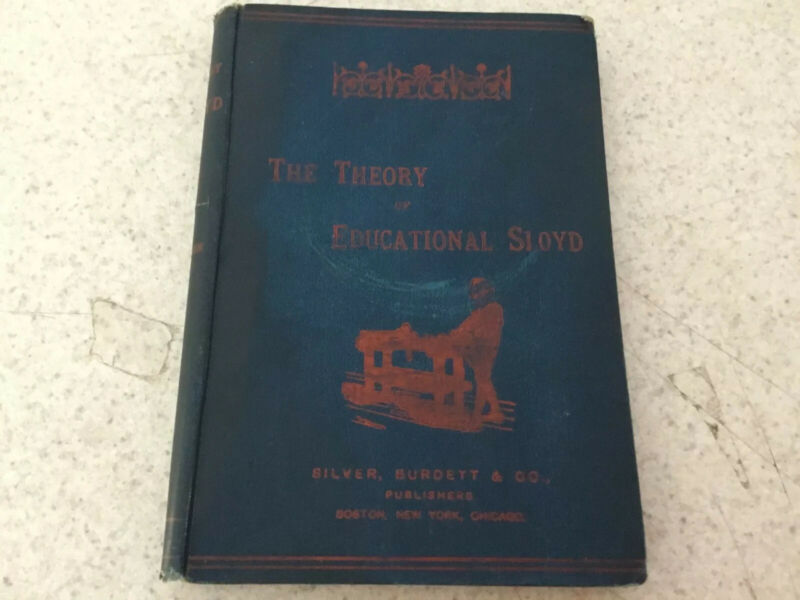 THE THEORY
OF
EDUCATIONAL SLOYD
SILVER, BURDETT & CO.,
PUBLISHERS
BOSTON, NEW YORK, CHICAGO.